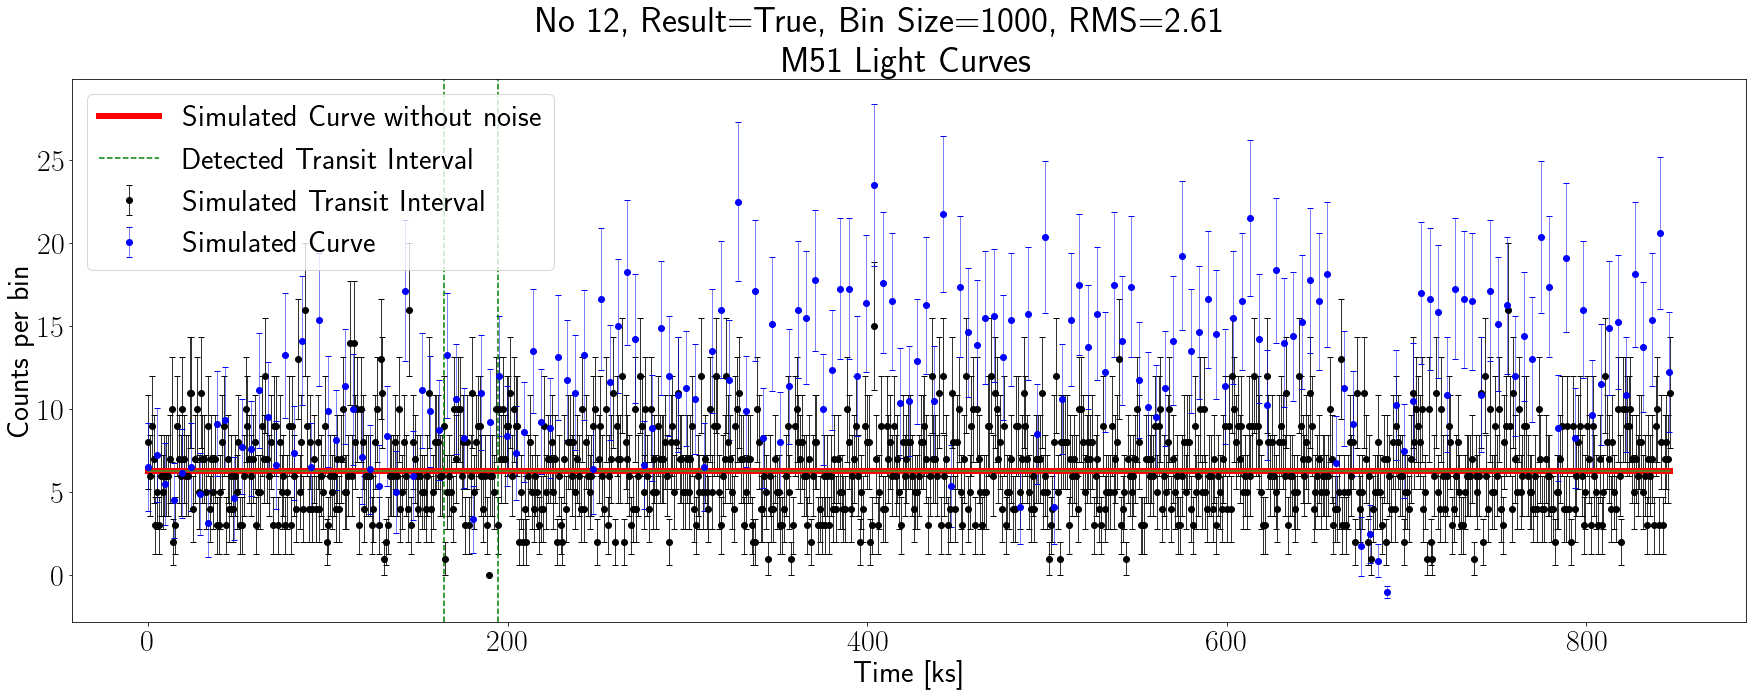 No 12, Result=True, Bin Size=1000, RMS=2.61
M51 Light Curves
Simulated Curve without noise
Detected Transit Interval
Simulated Transit Interval
Simulated Curve
Counts per bin
25
20
15
10
5
0
0 200 400 600 800
Time [ks]